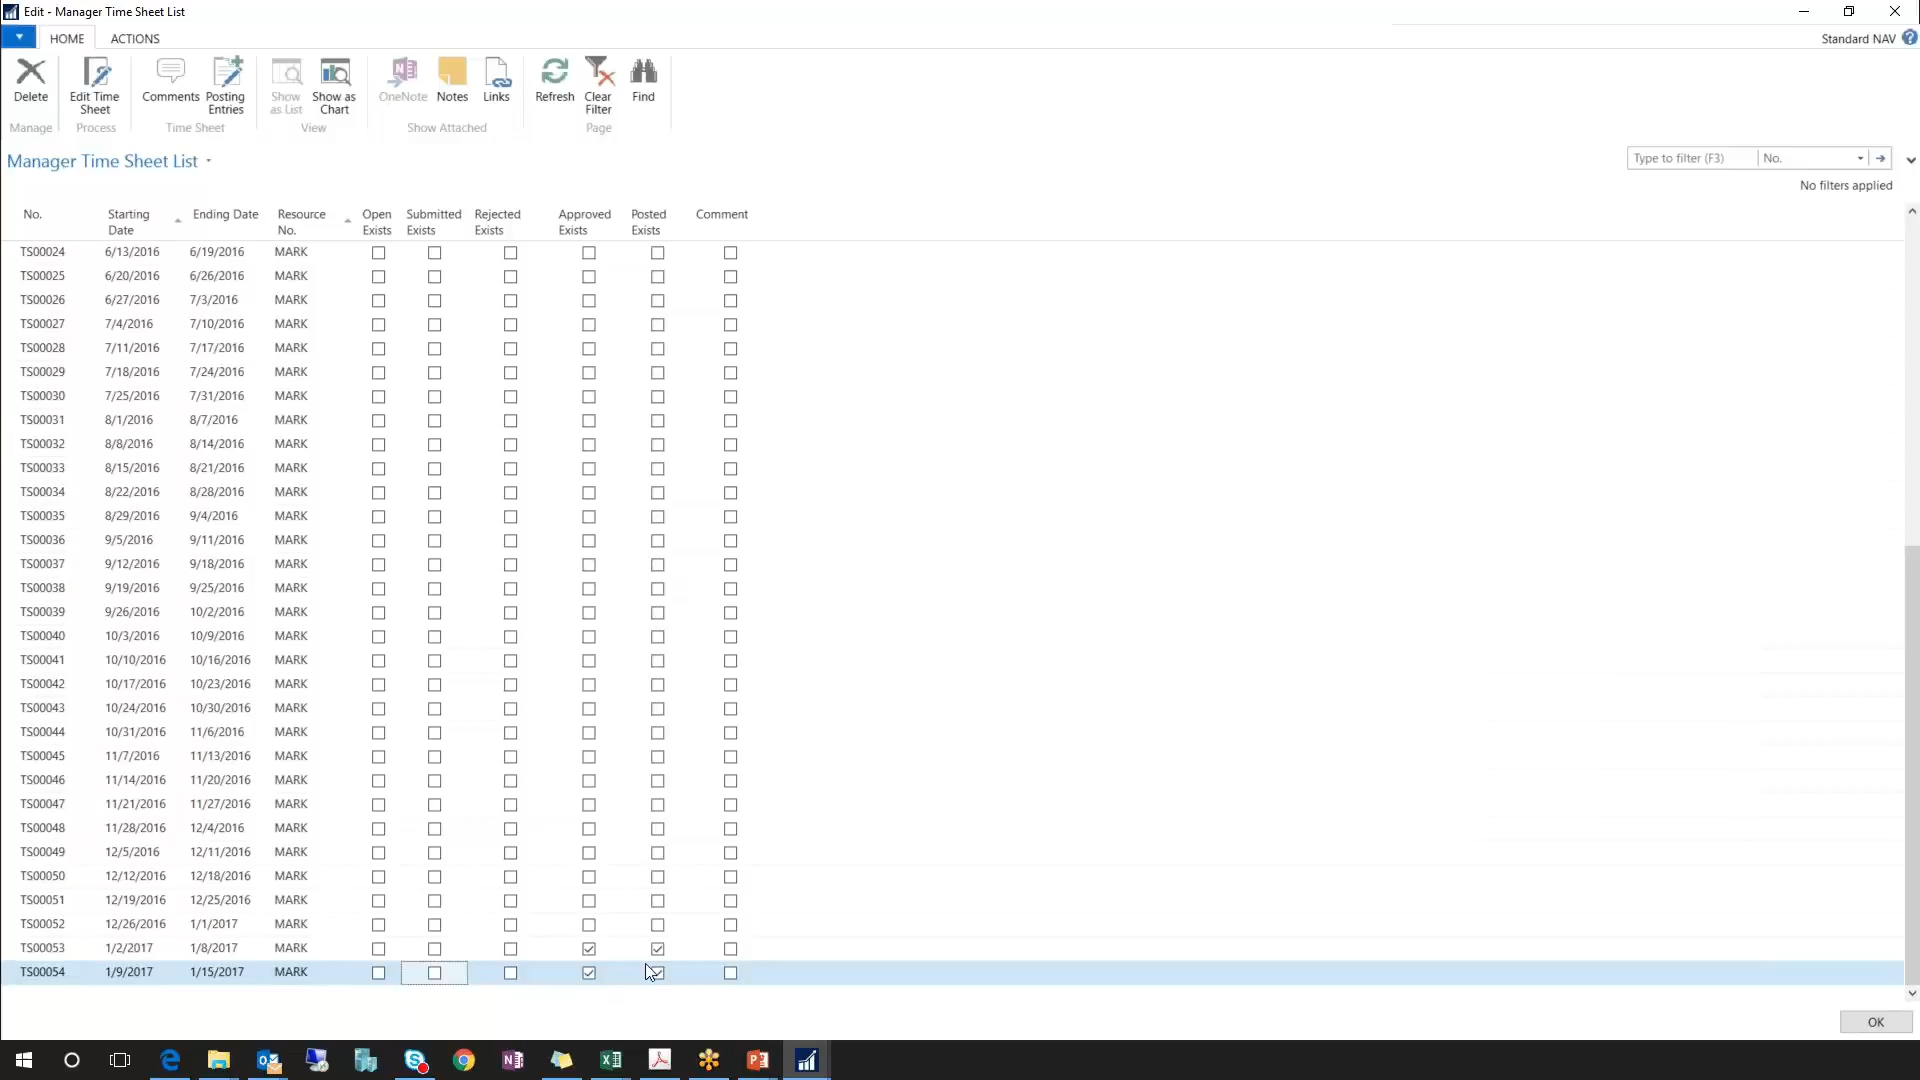 Edit - Manager Time Sheet List
HOME ACTIONS Standard NAV
Delete Edit Time Sheet Comments Posting Entries Show as List Show as Chart OneNote Notes Links Refresh Clear Filter Find
Manage Process Time Sheet View Show Attached Page
Manager Time Sheet List
Type to filter (F3) No.
No filters applied
No. Starting Date Ending Date Resource No. Open Exists Submitted Exists Rejected Exists Approved Exists Posted Exists Comment
TS00024 6/13/2016 6/19/2016 MARK
TS00025 6/20/2016 6/26/2016 MARK
TS00026 6/27/2016 7/3/2016 MARK
TS00027 7/4/2016 7/10/2016 MARK
TS00028 7/11/2016 7/17/2016 MARK
TS00029 7/18/2016 7/24/2016 MARK
TS00030 7/25/2016 7/31/2016 MARK
TS00031 8/1/2016 8/7/2016 MARK
TS00032 8/8/2016 8/14/2016 MARK
TS00033 8/15/2016 8/21/2016 MARK
TS00034 8/22/2016 8/28/2016 MARK
TS00035 8/29/2016 9/4/2016 MARK
TS00036 9/5/2016 9/11/2016 MARK
TS00037 9/12/2016 9/18/2016 MARK
TS00038 9/19/2016 9/25/2016 MARK
TS00039 9/26/2016 10/2/2016 MARK
TS00040 10/3/2016 10/9/2016 MARK
TS00041 10/10/2016 10/16/2016 MARK
TS00042 10/17/2016 10/23/2016 MARK
TS00043 10/24/2016 10/30/2016 MARK
TS00044 10/31/2016 11/6/2016 MARK
TS00045 11/7/2016 11/13/2016 MARK
TS00046 11/14/2016 11/20/2016 MARK
TS00047 11/21/2016 11/27/2016 MARK
TS00048 11/28/2016 12/4/2016 MARK
TS00049 12/5/2016 12/11/2016 MARK
TS00050 12/12/2016 12/18/2016 MARK
TS00051 12/19/2016 12/25/2016 MARK
TS00052 12/26/2016 1/1/2017 MARK
TS00053 1/2/2017 1/8/2017 MARK
TS00054 1/9/2017 1/15/2017 MARK
OK